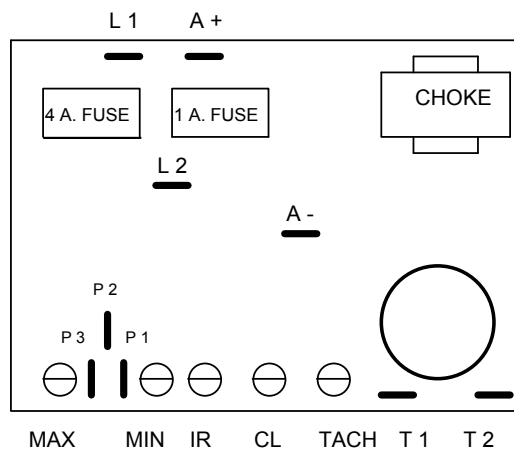 L 1 A +
4 A. FUSE 1 A. FUSE CHOKE
L 2
A -
P 2
P 3 P 1
MAX MIN IR CL TACH T 1 T 2